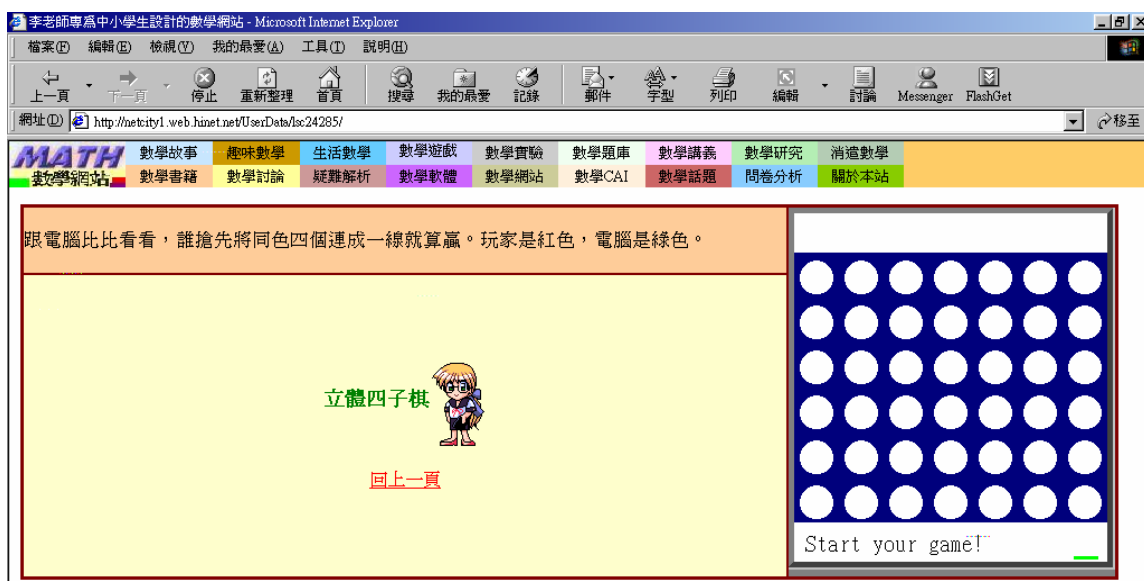 李老師專爲中小學生設計的數學網站 - Microsoft Internet Explorer
檔案(F) 編輯(E) 檢視(V) 我的最愛(A) 工具(T) 說明(H)
上一頁 下一頁 停止 重新整理 首頁 搜尋 我的最愛 記錄 郵件 字型 列印 編輯 討論 Messenger FlashGet
網址(D) http://netcity1.web.hinet.net/UserData/lsc24285/ 移至
MATH 數學故事 趣味數學 生活數學 數學遊戲 數學實驗 數學題庫 數學講義 數學研究 消遣數學
數學網站 數學書籍 數學討論 疑難解析 數學軟體 數學網站 數學CAI 數學話題 問卷分析 關於本站
跟電腦比比看看，誰搶先將同色四個連成一線就算贏。玩家是紅色，電腦是綠色。
立體四子棋
回上一頁
Start your game!